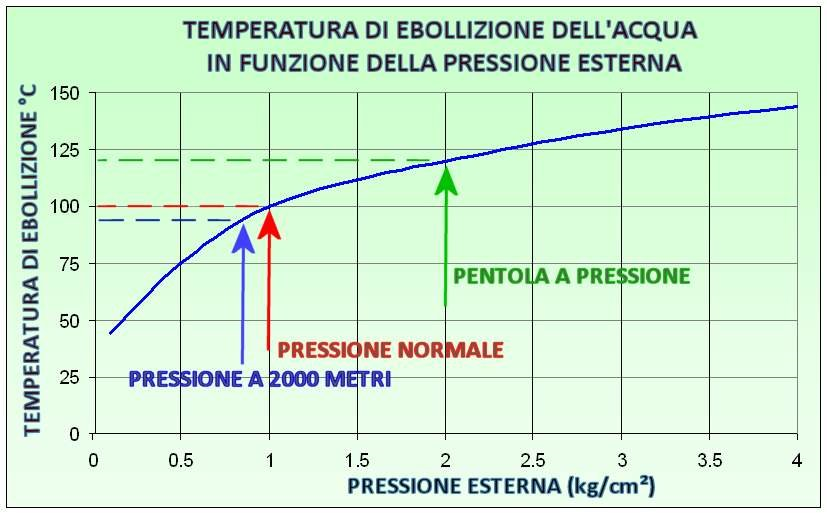 TEMPERATURA DI EBOLLIZIONE DELL'ACQUA
IN FUNZIONE DELLA PRESSIONE ESTERNA
TEMPERATURA DI EBOLLIZIONE °C
150
125
100
75
50
25
0
PENTOLA A PRESSIONE
PRESSIONE NORMALE
PRESSIONE A 2000 METRI
0 0.5 1 1.5 2 2.5 3 3.5 4
PRESSIONE ESTERNA (kg/cm²)